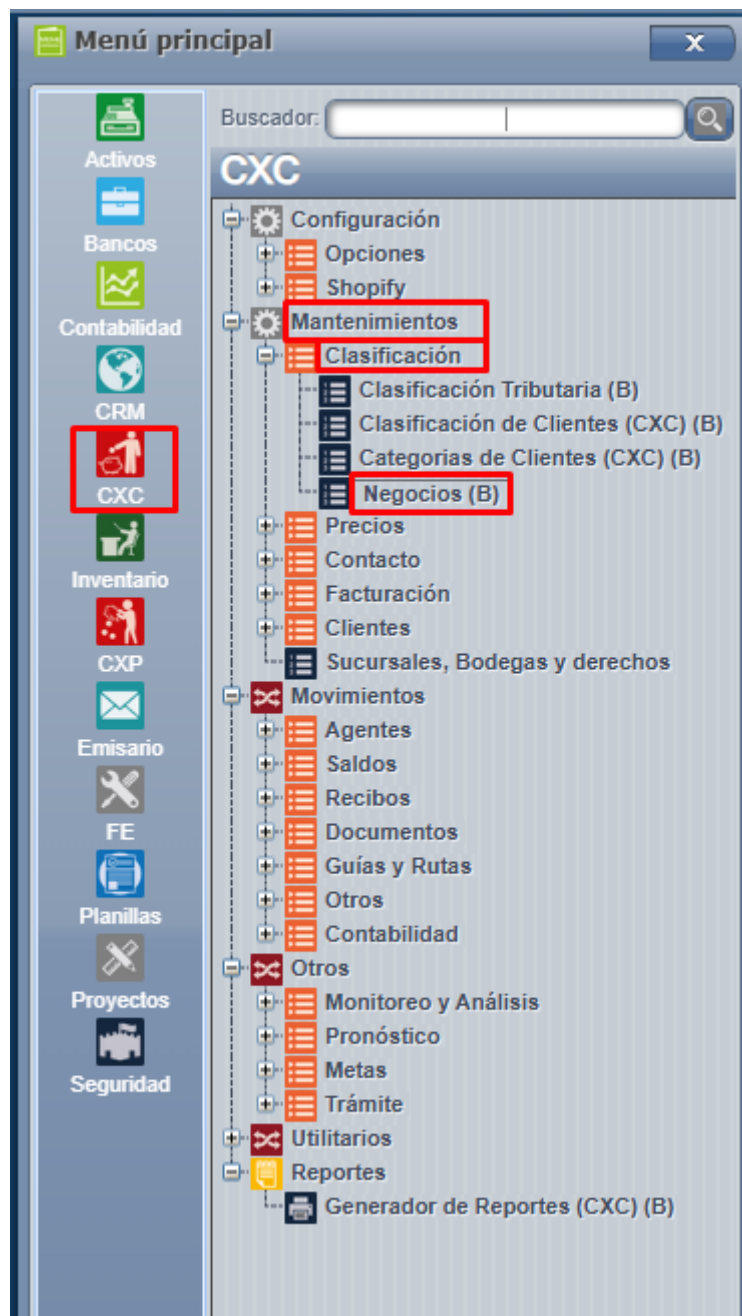 Menú principal
X
Activos
Bancos
Contabilidad
CRM
CXC
Inventario
CXP
Emisario
FE
Planillas
Proyectos
Seguridad
Buscador:
CXC
Configuración
Opciones
Shopify
Mantenimientos
Clasificación
Clasificación Tributaria (B)
Clasificación de Clientes (CXC) (B)
Categorias de Clientes (CXC) (B)
Negocios (B)
Precios
Contacto
Facturación
Clientes
Sucursales, Bodegas y derechos
Movimientos
Agentes
Saldos
Recibos
Documentos
Guías y Rutas
Otros
Contabilidad
Otros
Monitoreo y Análisis
Pronóstico
Metas
Trámite
Utilitarios
Reportes
Generador de Reportes (CXC) (B)